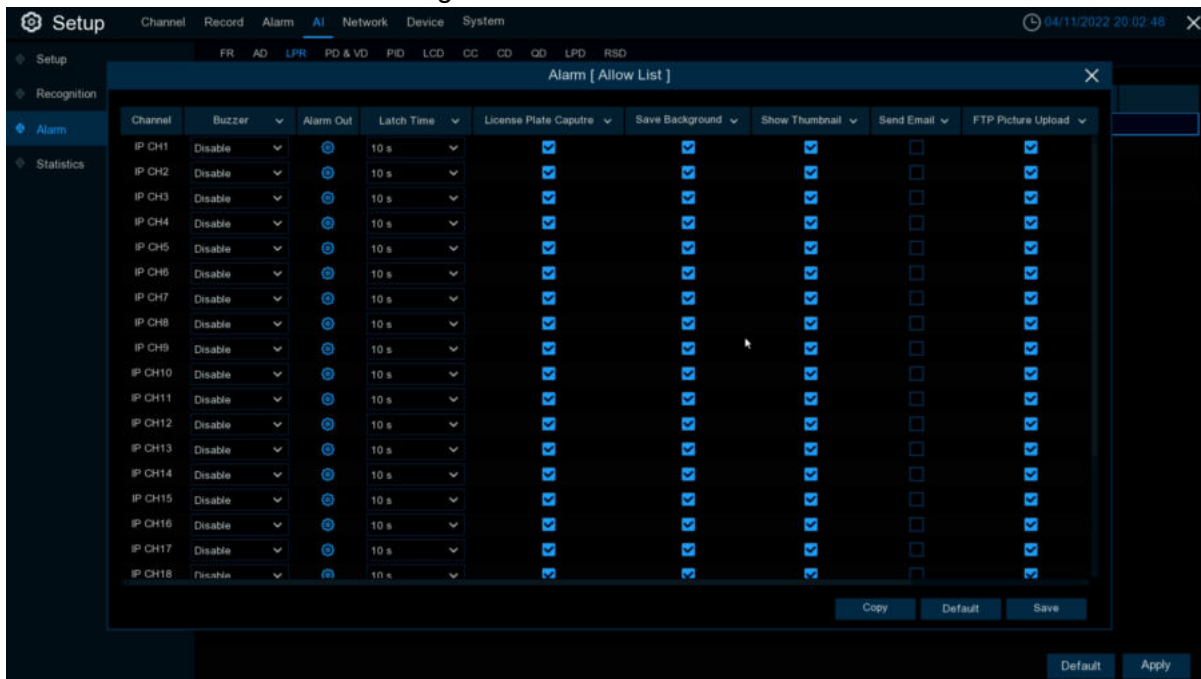 Setup Channel Record Alarm AI Network Device System 04/11/2022 20:02:48
Setup FR AD LPR PD & VD PID LCD CC CD QD LPD RSD
Alarm [ Allow List ]
Recognition
Alarm
Statistics
Channel Buzzer Alarm Out Latch Time License Plate Caputre Save Background Show Thumbnail Send Email FTP Picture Upload
IP CH1 Disable 10 s
IP CH2 Disable 10 s
IP CH3 Disable 10 s
IP CH4 Disable 10 s
IP CH5 Disable 10 s
IP CH6 Disable 10 s
IP CH7 Disable 10 s
IP CH8 Disable 10 s
IP CH9 Disable 10 s
IP CH10 Disable 10 s
IP CH11 Disable 10 s
IP CH12 Disable 10 s
IP CH13 Disable 10 s
IP CH14 Disable 10 s
IP CH15 Disable 10 s
IP CH16 Disable 10 s
IP CH17 Disable 10 s
IP CH18 Disable 10 s
Copy Default Save
Default Apply